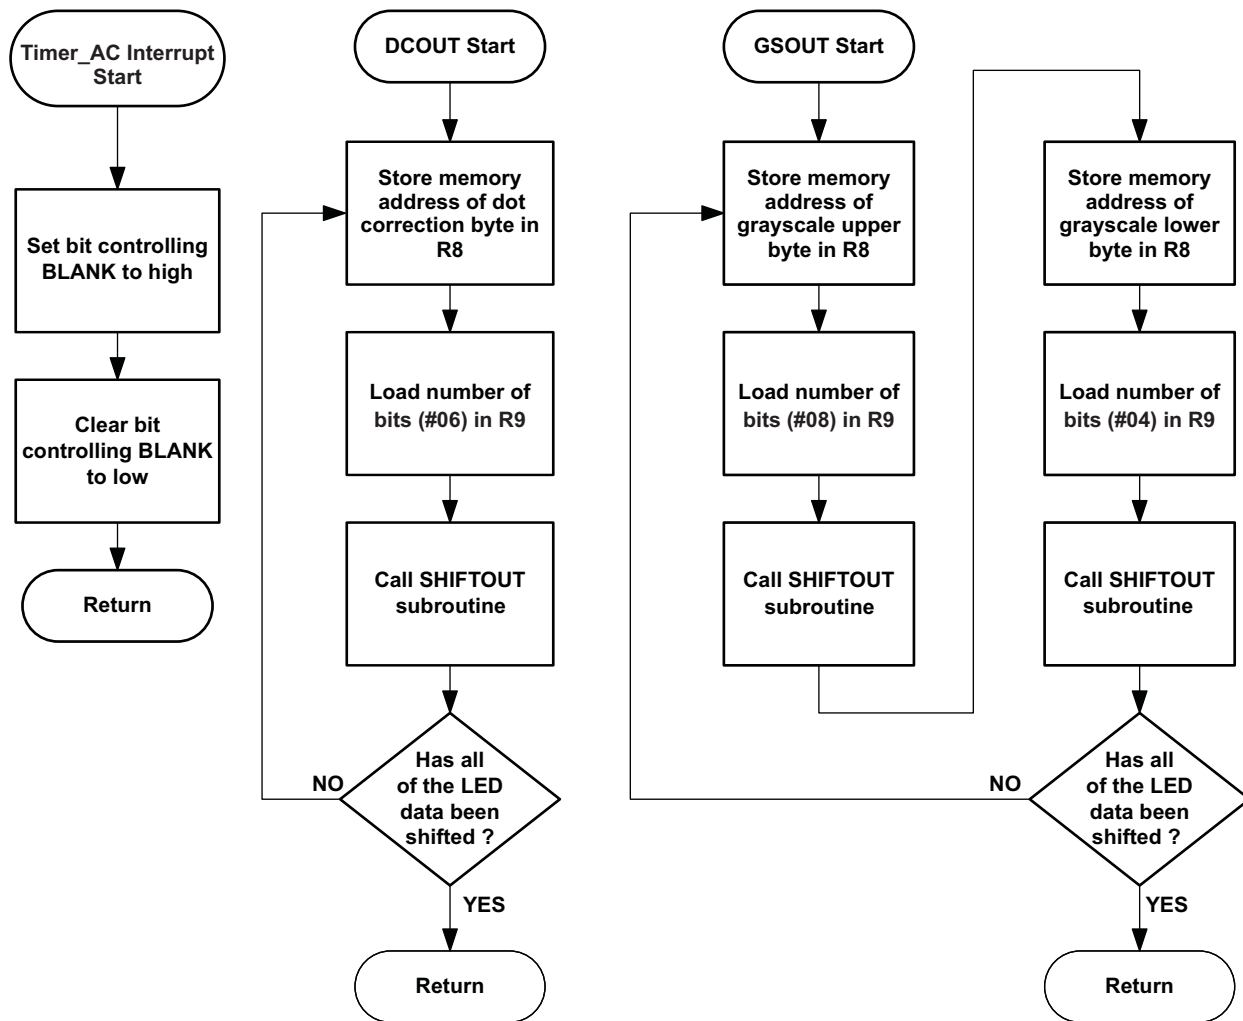 Timer_AC Interrupt
Start
Set bit controlling
BLANK to high
Clear bit
controlling BLANK
to low
Return
DCOUT Start
Store memory
address of dot
correction byte in
R8
Load number of
bits (#06) in R9
Call SHIFTOUT
subroutine
Has all
of the LED
data been
shifted ?
NO
YES
Return
GSOUT Start
Store memory
address of
grayscale upper
byte in R8
Load number of
bits (#08) in R9
Call SHIFTOUT
subroutine
Store memory
address of
grayscale lower
byte in R8
Load number of
bits (#04) in R9
Call SHIFTOUT
subroutine
Has all
of the LED
data been
shifted ?
NO
YES
Return